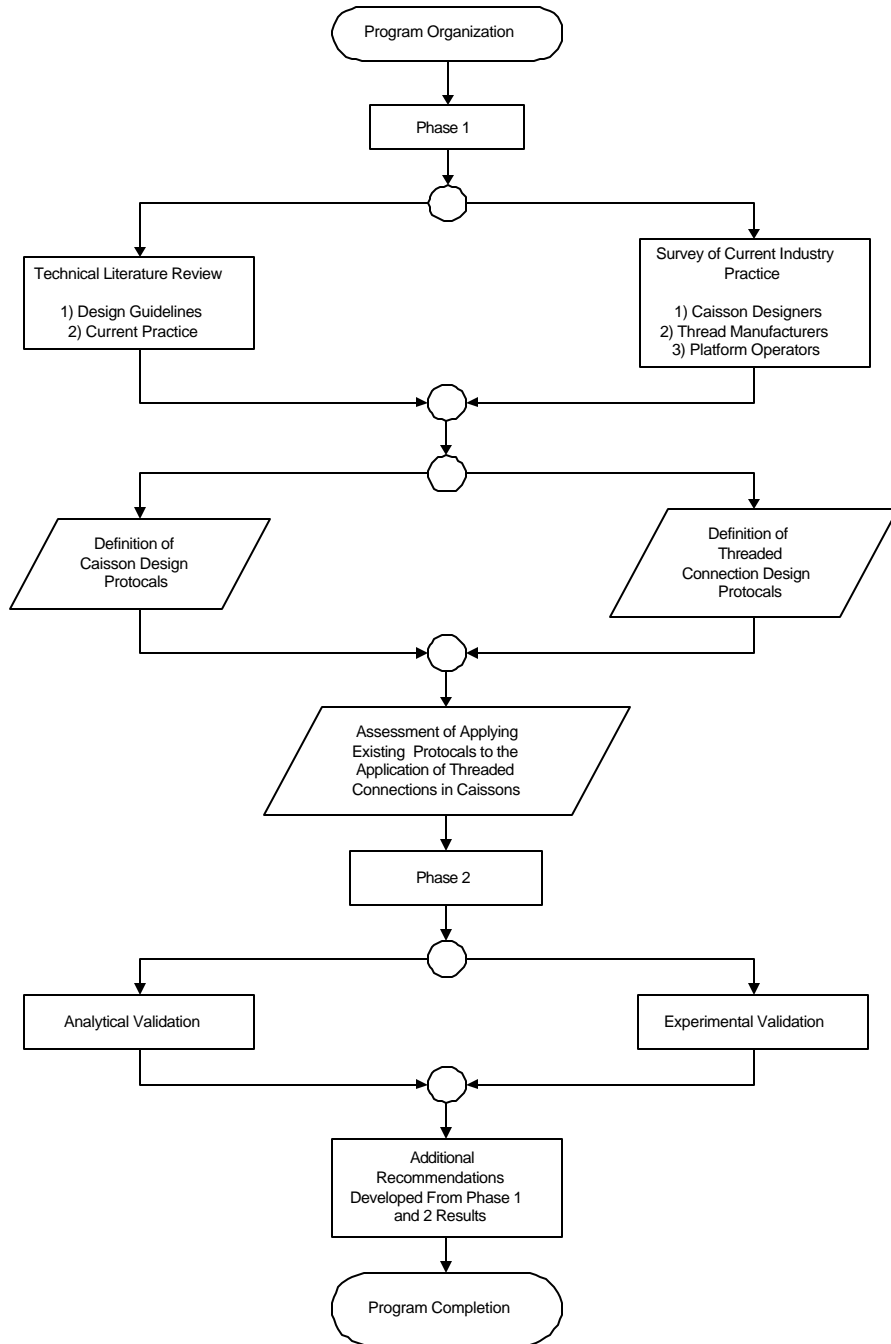 Program Organization
Phase 1
Technical Literature Review
1) Design Guidelines
2) Current Practice
Survey of Current Industry
Practice
1) Caisson Designers
2) Thread Manufacturers
3) Platform Operators
Definition of
Caisson Design
Protocals
Definition of
Threaded
Connection Design
Protocals
Assessment of Applying
Existing Protocals to the
Application of Threaded
Connections in Caissons
Phase 2
Analytical Validation
Experimental Validation
Additional
Recommendations
Developed From Phase 1
and 2 Results
Program Completion